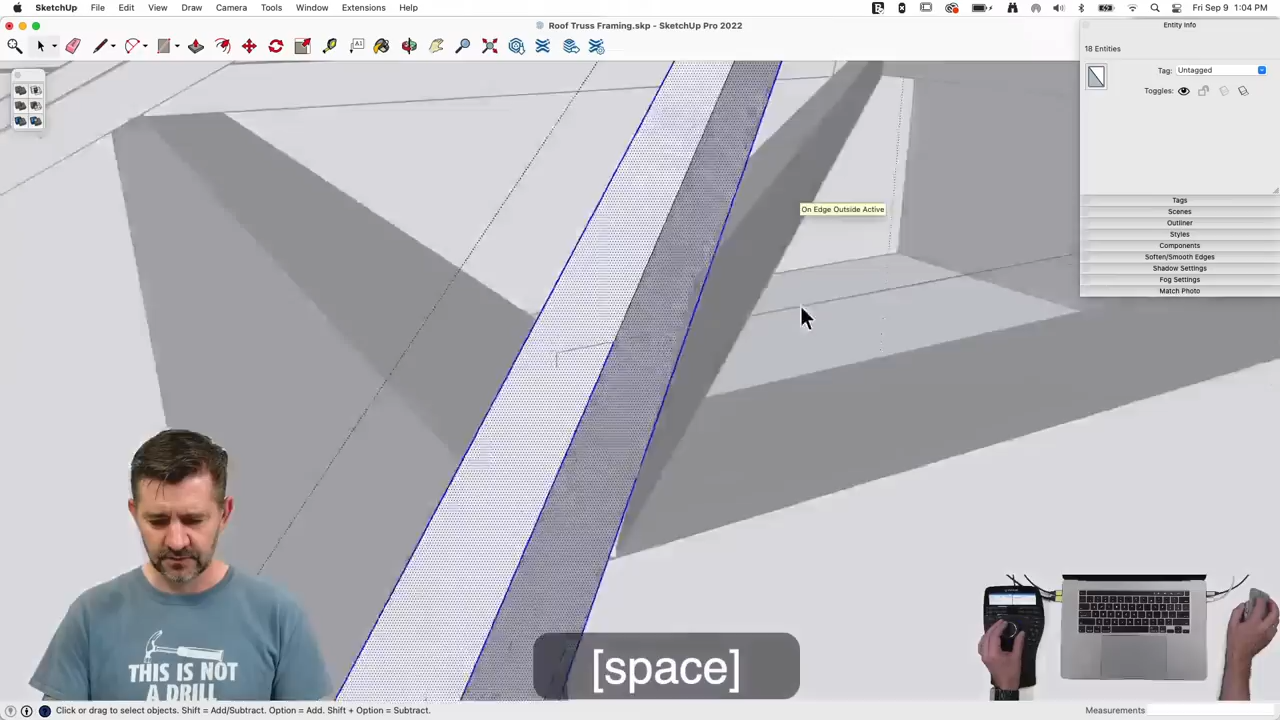 SketchUp File Edit View Draw Camera Tools Window Extensions Help
Fri Sep 9 1:04 PM
Roof Truss Framing.skp - SketchUp Pro 2022
Entity Info
18 Entities
Tag: Untagged
Toggles:
Tags
Scenes
Outliner
Styles
Components
Soften/Smooth Edges
Shadow Settings
Fog Settings
Match Photo
On Edge Outside Active
THIS IS NOT
A DRILL
[space]
Click or drag to select objects. Shift = Add/Subtract. Option = Add. Shift + Option = Subtract.
Measurements